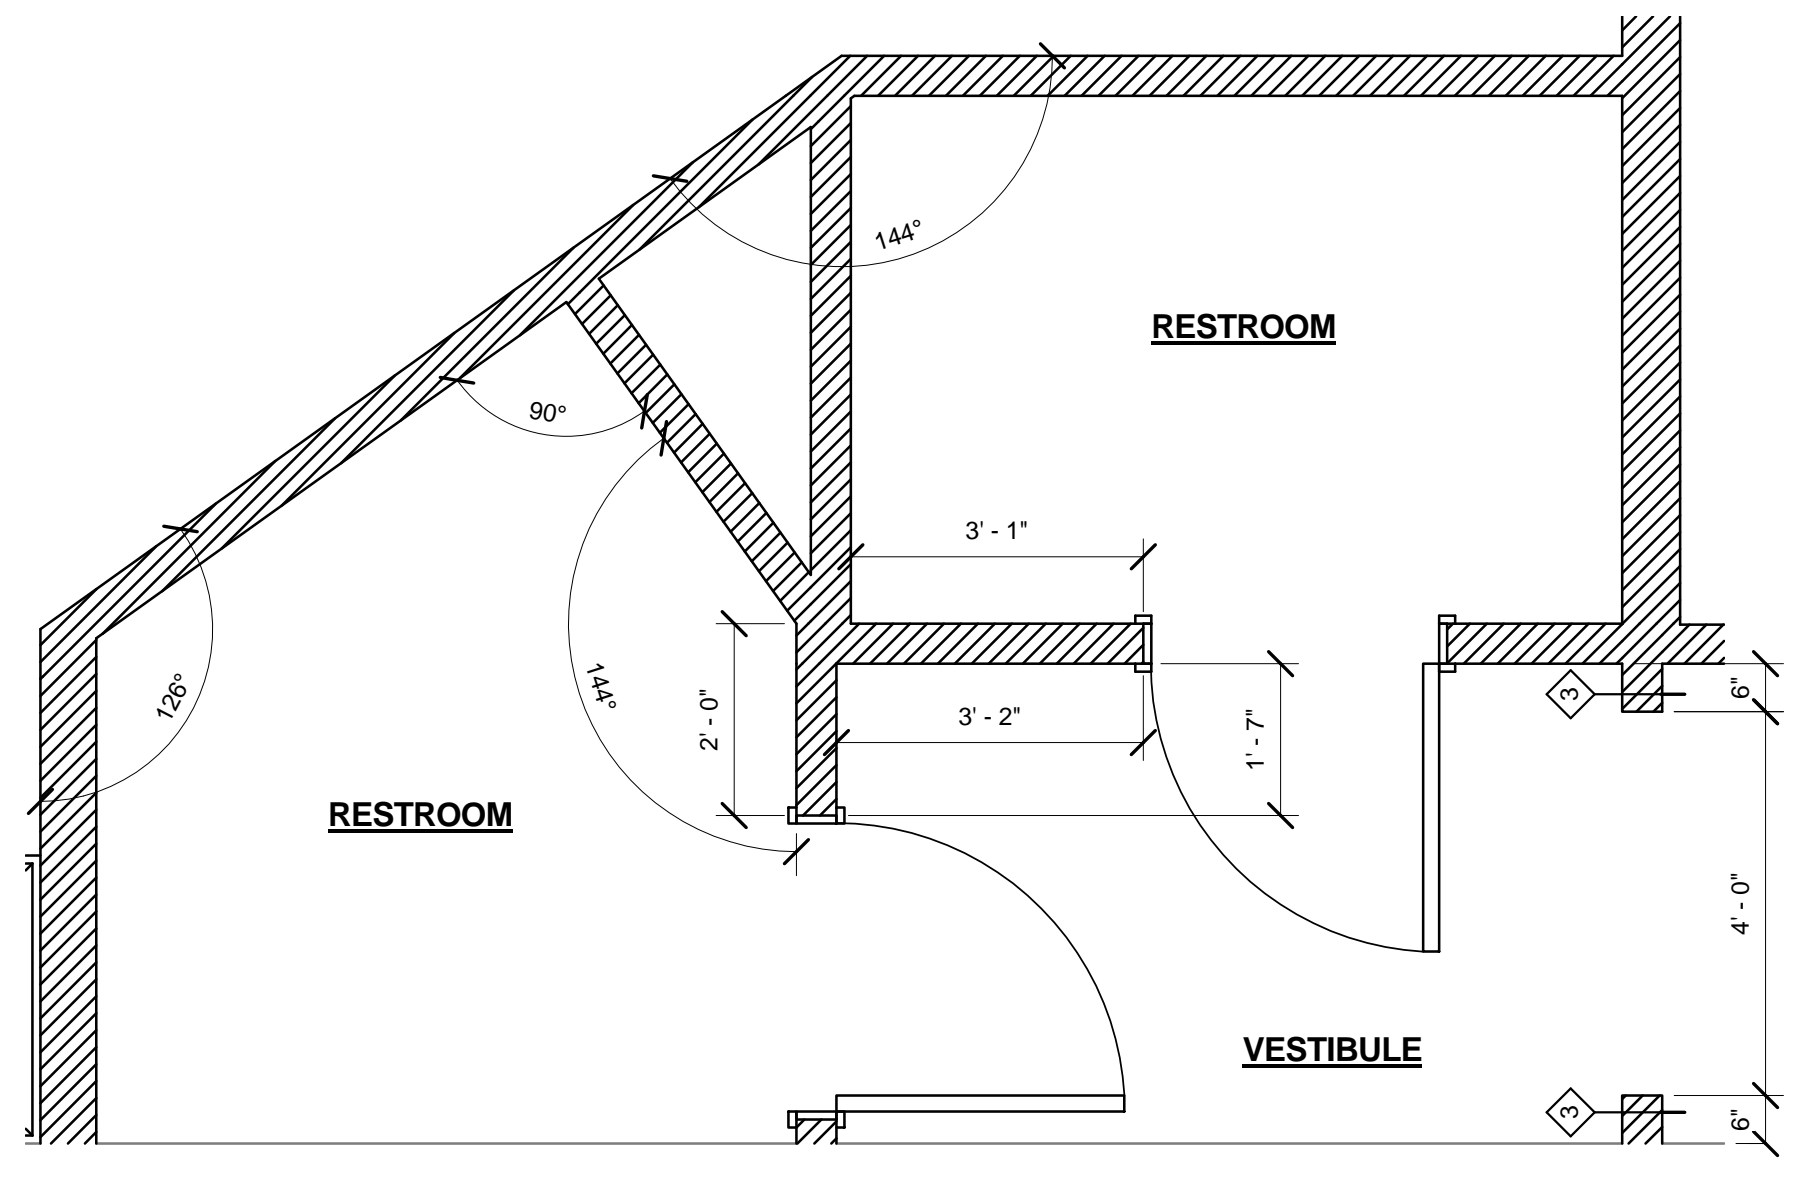 144°
RESTROOM
90°
3' - 1"
126°
144°
2' - 0"
3' - 2"
1' - 7"
3
6"
RESTROOM
4' - 0"
VESTIBULE
3
6"